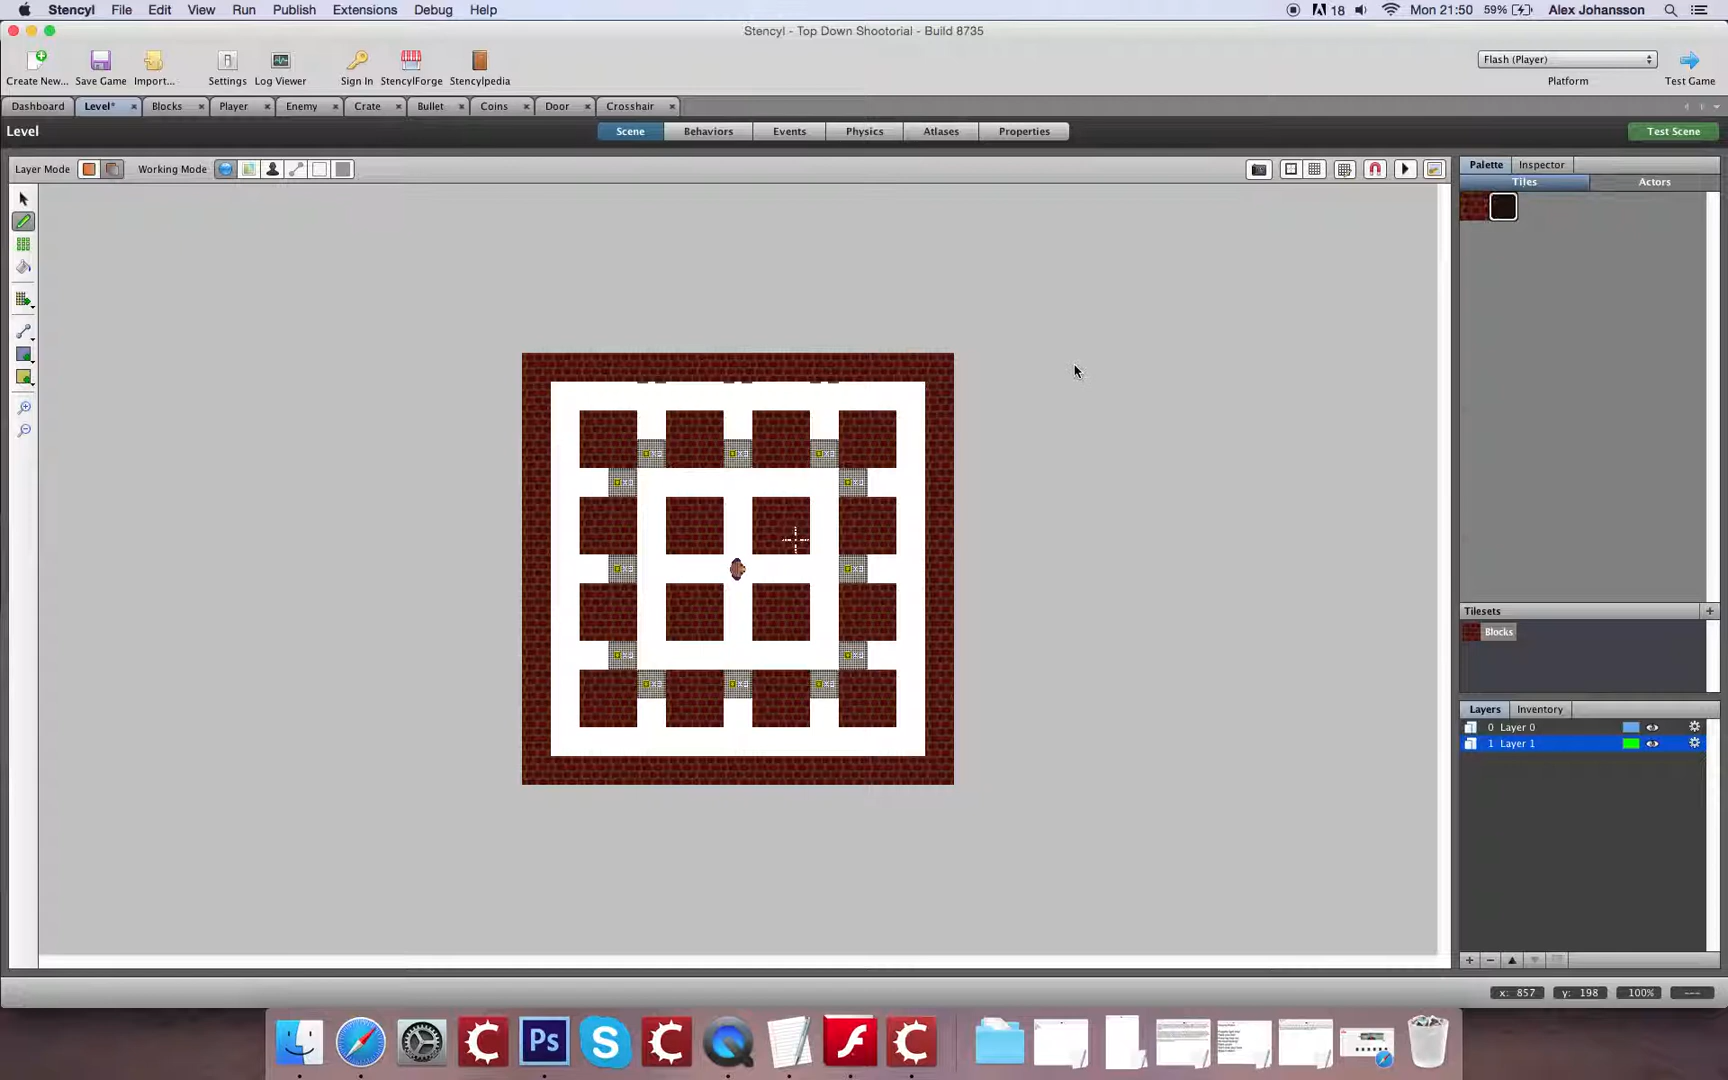 Stencyl File Edit View Run Publish Extensions Debug Help 18 Mon 21:50 59% Alex Johansson
Stencyl - Top Down Shootorial - Build 8735
Create New... Save Game Import... Settings Log Viewer Sign In StencylForge Stencylpedia
Flash (Player)
Platform Test Game
Dashboard Level* Blocks Player Enemy Crate Bullet Coins Door Crosshair
Level Scene Behaviors Events Physics Atlases Properties Test Scene
Layer Mode Working Mode
Palette Inspector
Tiles Actors
Tilesets
Blocks
Layers Inventory
0 Layer 0
1 Layer 1
x: 857 y: 198 100% ---
Ps